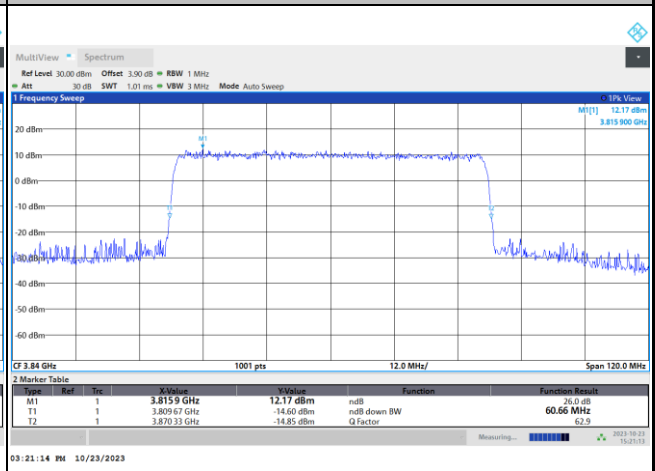 MultiView Spectrum
Ref Level 30.00 dBm Offset 3.90 dB RBW 1 MHz
Att 30 dB SWT 1.01 ms VBW 3 MHz Mode Auto Sweep
1 Frequency Sweep 1Pk View
M1[1] 12.17 dBm
3.815 900 GHz
M1
20 dBm
10 dBm
0 dBm
-10 dBm
-20 dBm
-30 dBm
-40 dBm
-50 dBm
-60 dBm
CF 3.84 GHz 1001 pts 12.0 MHz/ Span 120.0 MHz
2 Marker Table
Type Ref Trc X-Value Y-Value Function Function Result
M1 1 3.8159 GHz 12.17 dBm ndB 26.0 dB
T1 1 3.809 67 GHz -14.60 dBm ndB down BW 60.66 MHz
T2 1 3.870 33 GHz -14.85 dBm Q Factor 62.9
Measuring... 2023-10-23
15:21:13
03:21:14 PM 10/23/2023